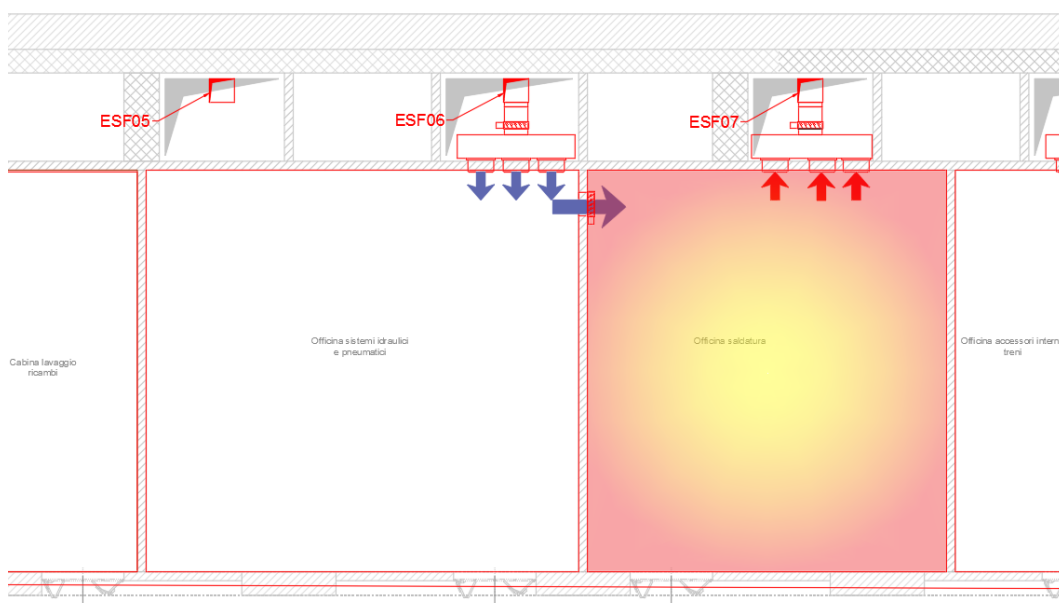 ESF05
ESF06
ESF07
Officina sistemi idraulici
e pneumatici
Officina saldatura
Officina accessori intern
treni
Cabina lavaggio
ricambi